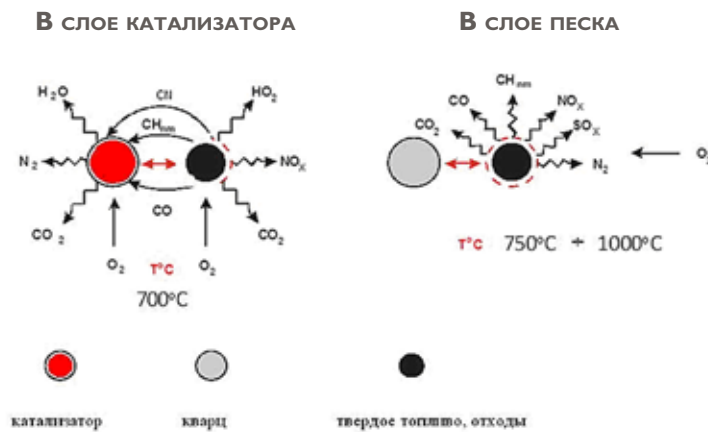 В СЛОЕ КАТАЛИЗАТОРА
В СЛОЕ ПЕСКА
H₂O
CH
HO₂
CHnm
N₂
NOX
CO
CO₂
CO₂
O₂
T°C
O₂
700°C
CHnm
CO
NOX
CO₂
SOX
N₂
O₂
T°C 750°C ÷ 1000°C
катализатор
кварц
твердое топливо, отходы